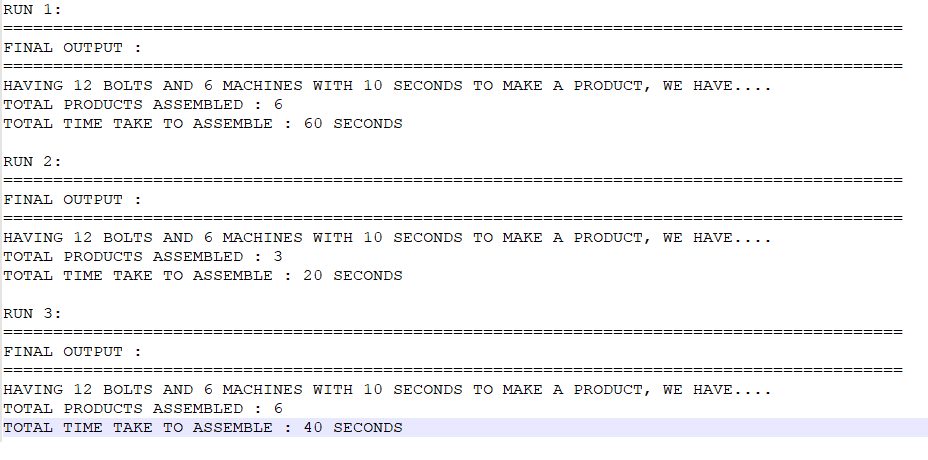 RUN 1:
==========================================================================================
FINAL OUTPUT :
==========================================================================================
HAVING 12 BOLTS AND 6 MACHINES WITH 10 SECONDS TO MAKE A PRODUCT, WE HAVE....
TOTAL PRODUCTS ASSEMBLED : 6
TOTAL TIME TAKE TO ASSEMBLE : 60 SECONDS
RUN 2:
==========================================================================================
FINAL OUTPUT :
==========================================================================================
HAVING 12 BOLTS AND 6 MACHINES WITH 10 SECONDS TO MAKE A PRODUCT, WE HAVE....
TOTAL PRODUCTS ASSEMBLED : 3
TOTAL TIME TAKE TO ASSEMBLE : 20 SECONDS
RUN 3:
==========================================================================================
FINAL OUTPUT :
==========================================================================================
HAVING 12 BOLTS AND 6 MACHINES WITH 10 SECONDS TO MAKE A PRODUCT, WE HAVE....
TOTAL PRODUCTS ASSEMBLED : 6
TOTAL TIME TAKE TO ASSEMBLE : 40 SECONDS